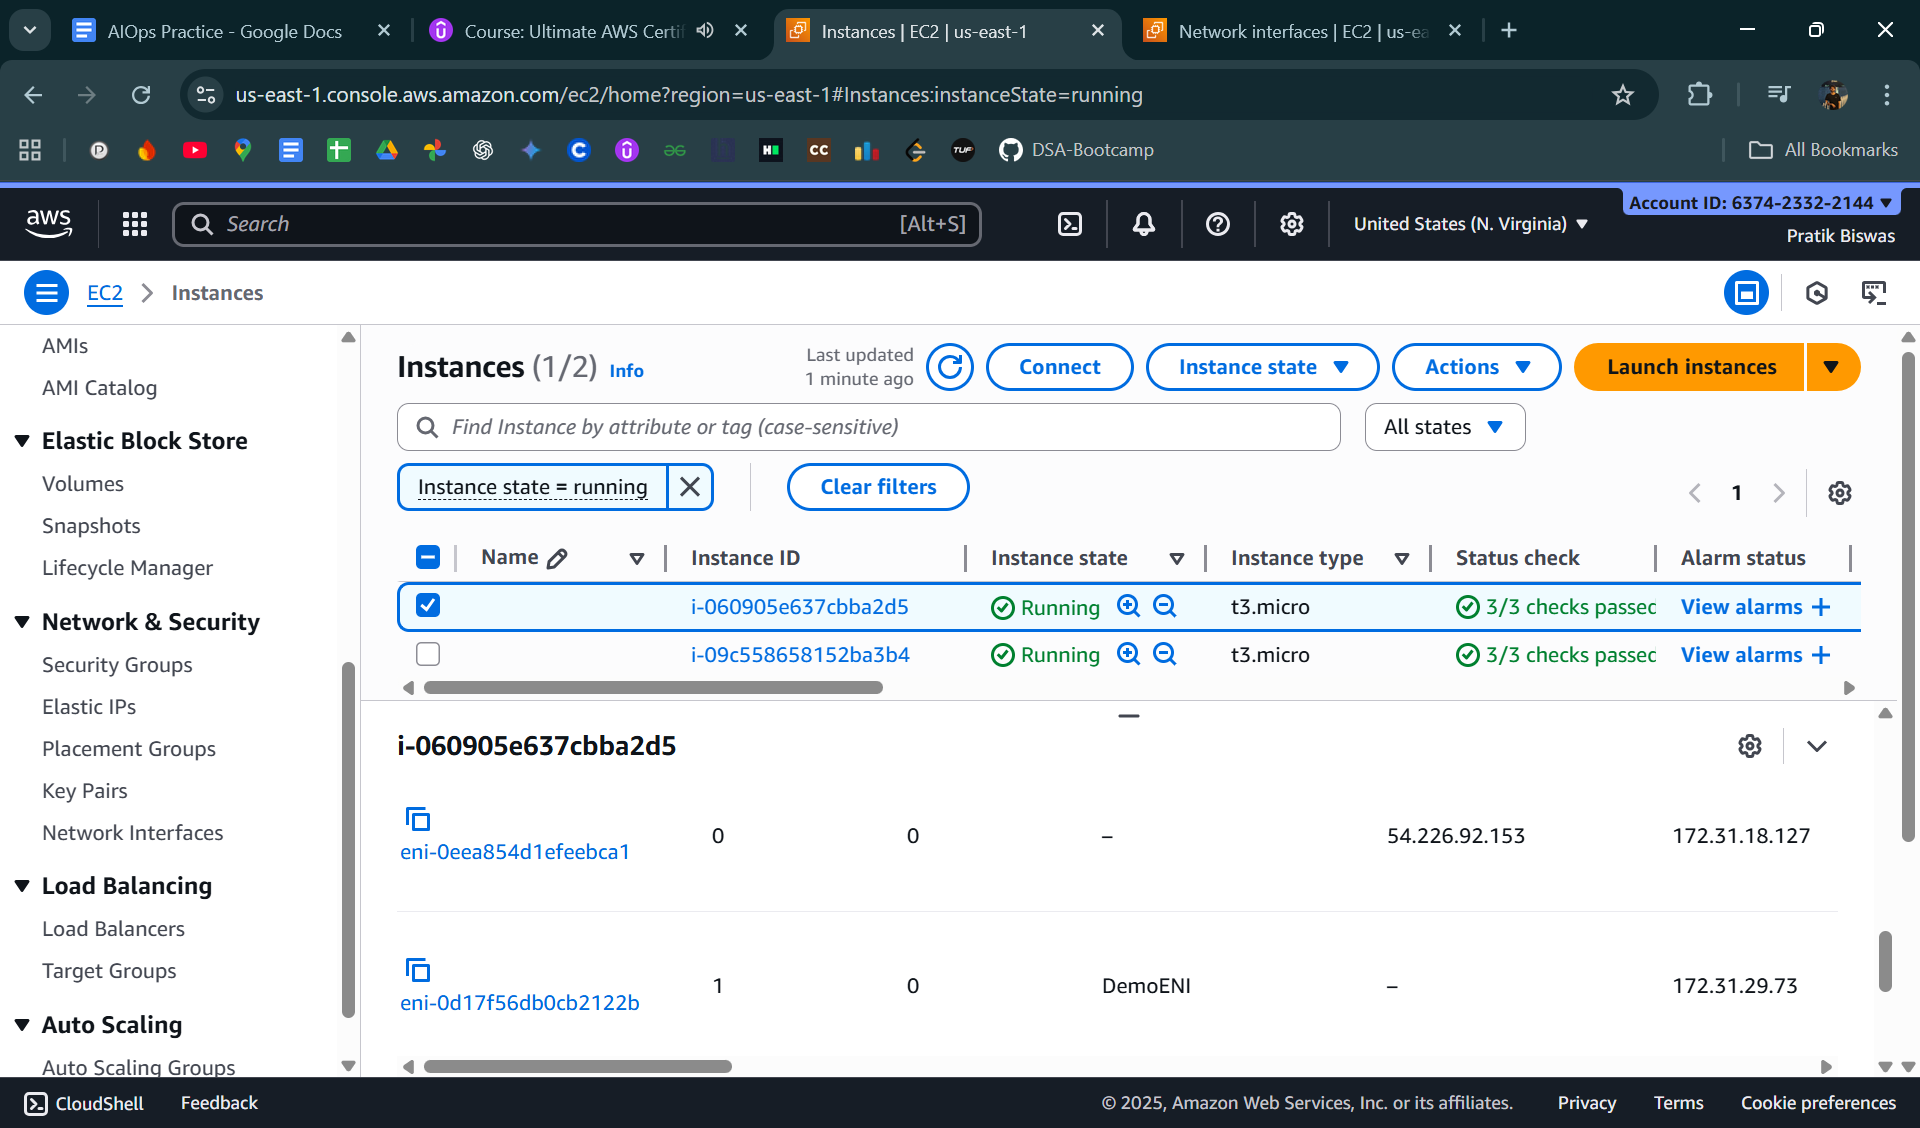 AIOps Practice - Google Docs
Course: Ultimate AWS Certif
Instances | EC2 | us-east-1
Network interfaces | EC2 | us-ea
us-east-1.console.aws.amazon.com/ec2/home?region=us-east-1#Instances:instanceState=running
CC
TUF
DSA-Bootcamp
All Bookmarks
aws
Search
[Alt+S]
United States (N. Virginia)
Account ID: 6374-2332-2144
Pratik Biswas
EC2
Instances
AMIs
AMI Catalog
Elastic Block Store
Volumes
Snapshots
Lifecycle Manager
Network & Security
Security Groups
Elastic IPs
Placement Groups
Key Pairs
Network Interfaces
Load Balancing
Load Balancers
Target Groups
Auto Scaling
Auto Scaling Groups
Instances (1/2) Info
Last updated
1 minute ago
Connect
Instance state
Actions
Launch instances
Find Instance by attribute or tag (case-sensitive)
All states
Instance state = running
Clear filters
1
Name Instance ID Instance state Instance type Status check Alarm status
i-060905e637cbba2d5 Running t3.micro 3/3 checks passed View alarms +
i-09c558658152ba3b4 Running t3.micro 3/3 checks passed View alarms +
i-060905e637cbba2d5
eni-0eea854d1efeebca1 0 0 – 54.226.92.153 172.31.18.127
eni-0d17f56db0cb2122b 1 0 DemoENI – 172.31.29.73
CloudShell
Feedback
© 2025, Amazon Web Services, Inc. or its affiliates.
Privacy
Terms
Cookie preferences